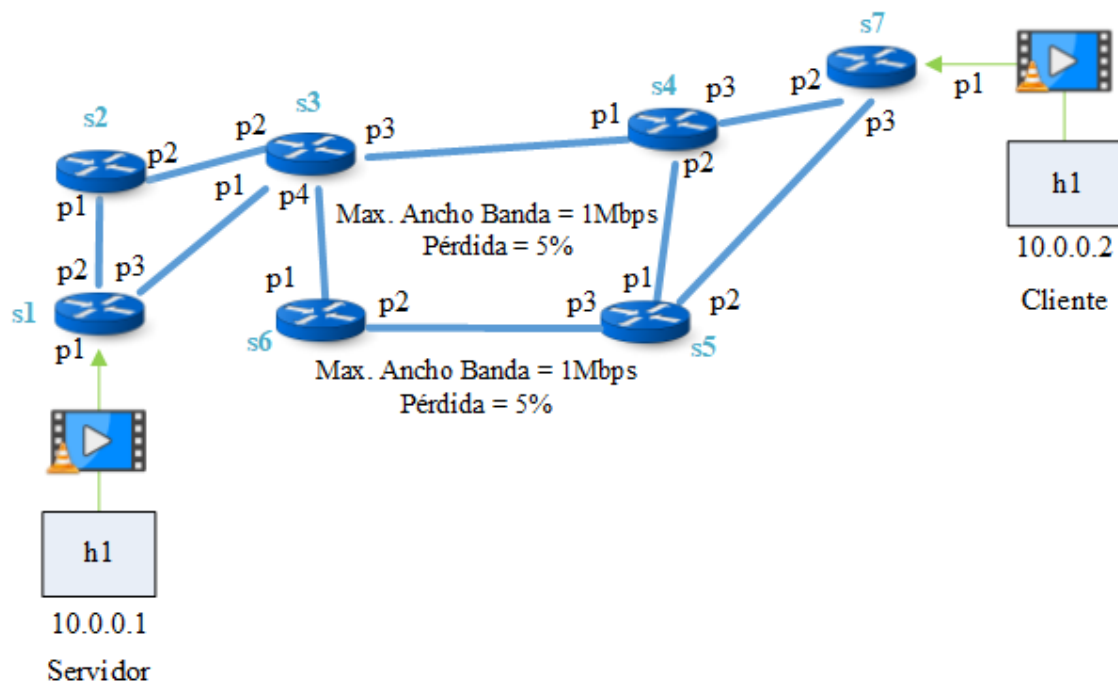 s7
s4
p3
p2
p1
s3
p1
p3
s2
p2
p3
p2
p2
h1
p1
p1
p4
Max. Ancho Banda = 1Mbps
Pérdida = 5%
10.0.0.2
p2
p3
p1
p1
Cliente
s1
p2
p3
p2
p1
s6
s5
Max. Ancho Banda = 1Mbps
Pérdida = 5%
h1
10.0.0.1
Servidor